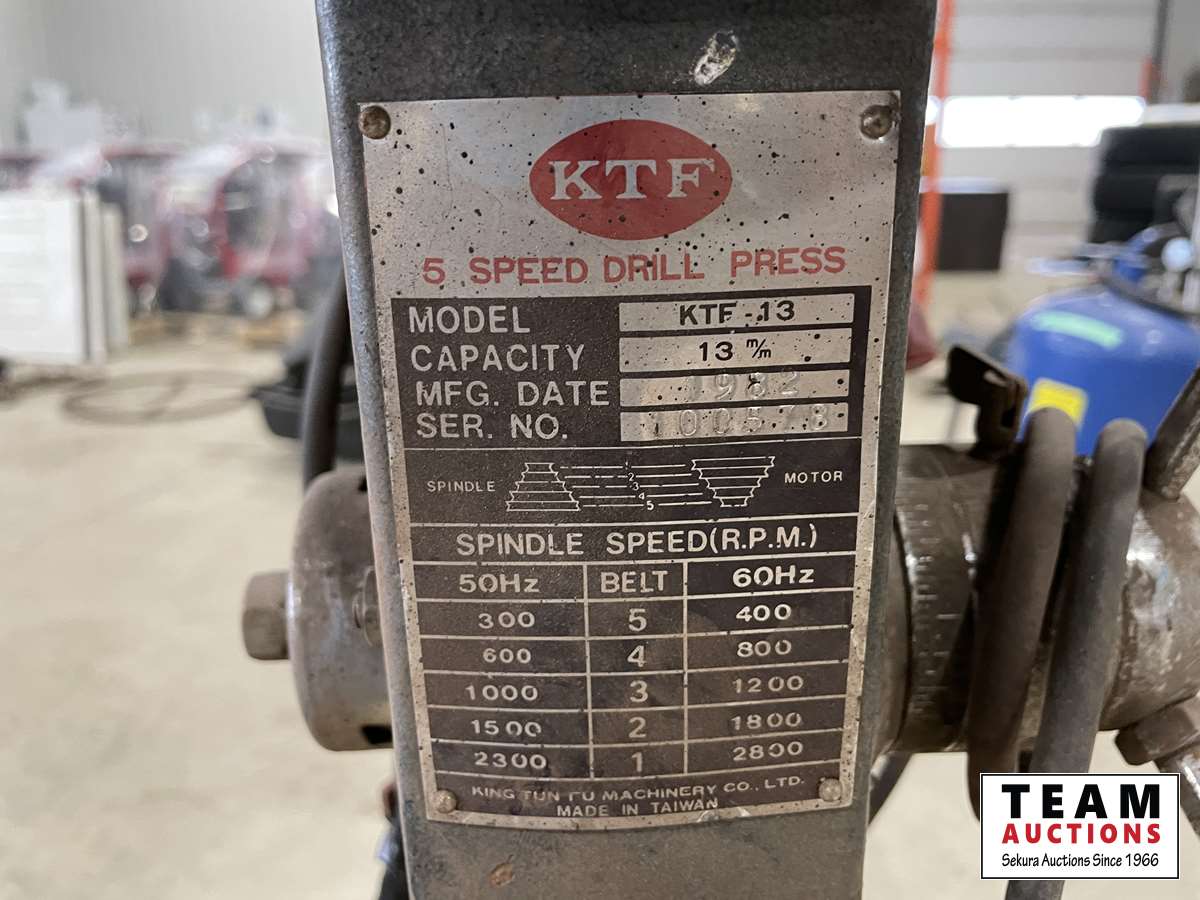 KTF
5 SPEED DRILL PRESS
MODEL KTF-13
CAPACITY 13 m/m
MFG. DATE 1982
SER. NO. 100578
SPINDLE 1 2 3 4 5 MOTOR
SPINDLE SPEED(R.P.M.)
50Hz BELT 60Hz
300 5 400
600 4 800
1000 3 1200
1500 2 1800
2300 1 2800
KING TUN FU MACHINERY CO., LTD.
MADE IN TAIWAN
TEAM
AUCTIONS
Sekura Auctions Since 1966